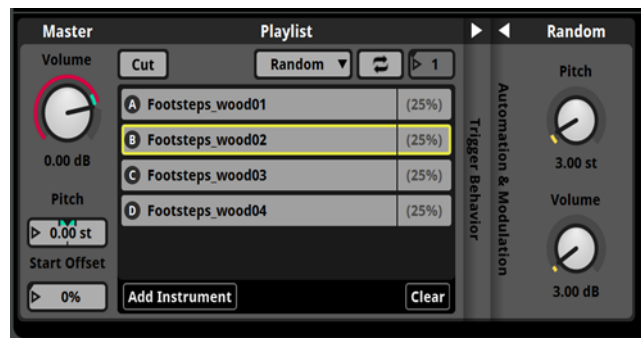 Master
Volume
0.00 dB
Pitch
0.00 st
Start Offset
0%
Playlist
Cut
Random
1
A Footsteps_wood01 (25%)
B Footsteps_wood02 (25%)
C Footsteps_wood03 (25%)
D Footsteps_wood04 (25%)
Add Instrument
Clear
Trigger Behavior
Automation & Modulation
Random
Pitch
3.00 st
Volume
3.00 dB